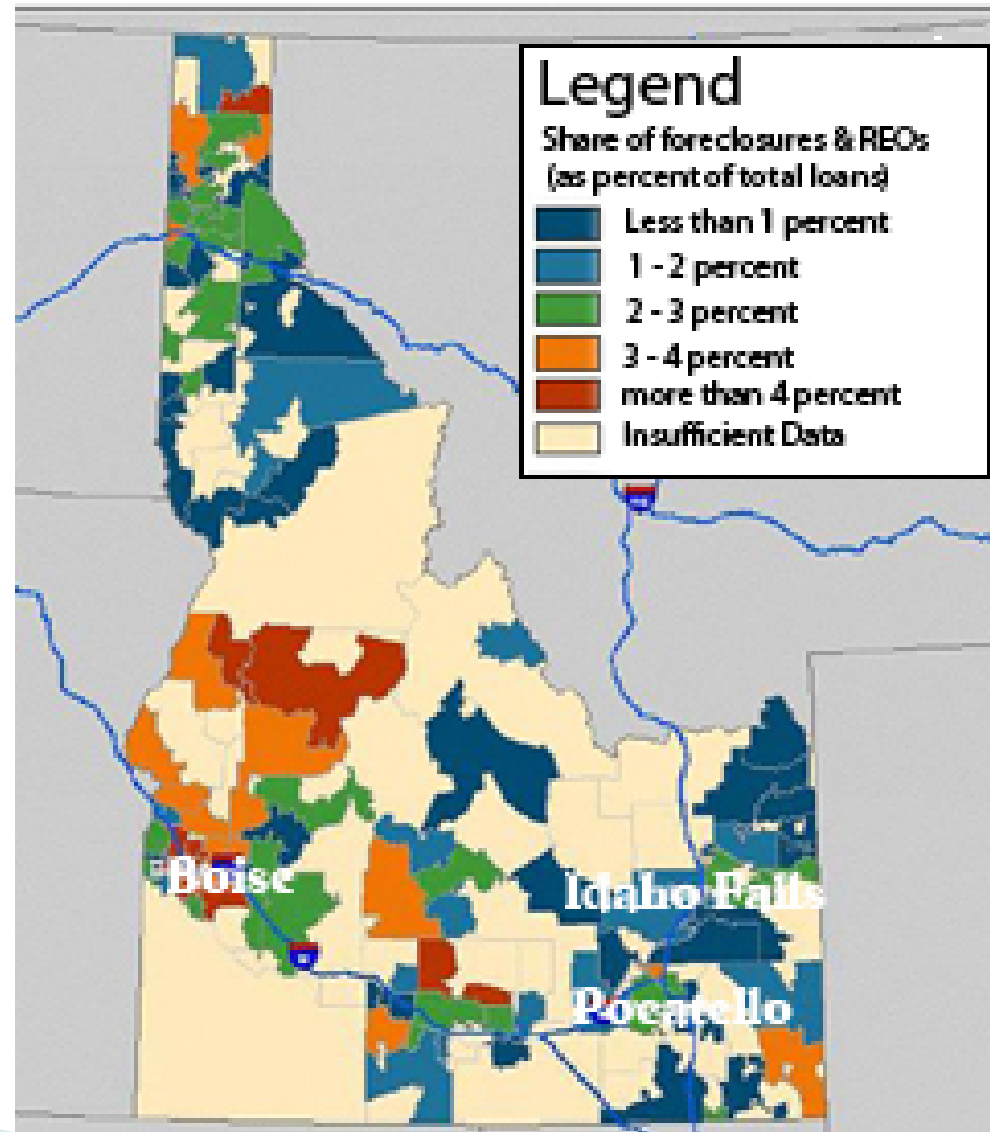 Legend
Share of foreclosures & REOs
(as percent of total loans)
Less than 1 percent
1 - 2 percent
2 - 3 percent
3 - 4 percent
more than 4 percent
Insufficient Data
Boise
Idaho Falls
Pocatello